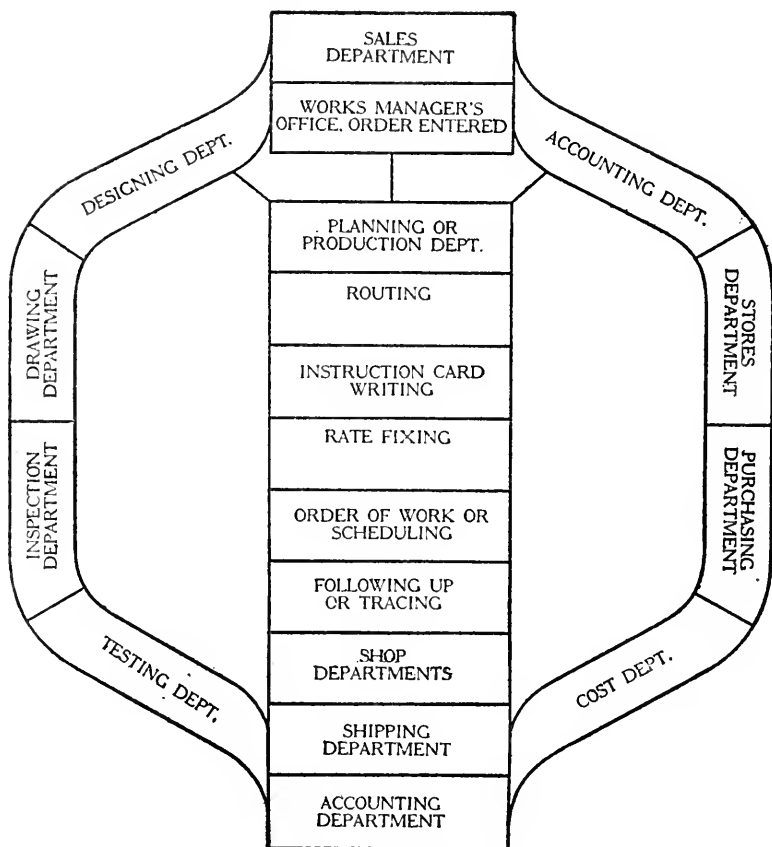 SALES
DEPARTMENT
WORKS MANAGER'S
OFFICE, ORDER ENTERED
DESIGNING DEPT.
ACCOUNTING DEPT.
PLANNING OR
PRODUCTION DEPT.
ROUTING
DRAWING
DEPARTMENT
STORES
DEPARTMENT
INSTRUCTION CARD
WRITING
RATE FIXING
INSPECTION
DEPARTMENT
PURCHASING
DEPARTMENT
ORDER OF WORK OR
SCHEDULING
FOLLOWING UP
OR TRACING
TESTING DEPT.
COST DEPT.
SHOP
DEPARTMENTS
SHIPPING
DEPARTMENT
ACCOUNTING
DEPARTMENT